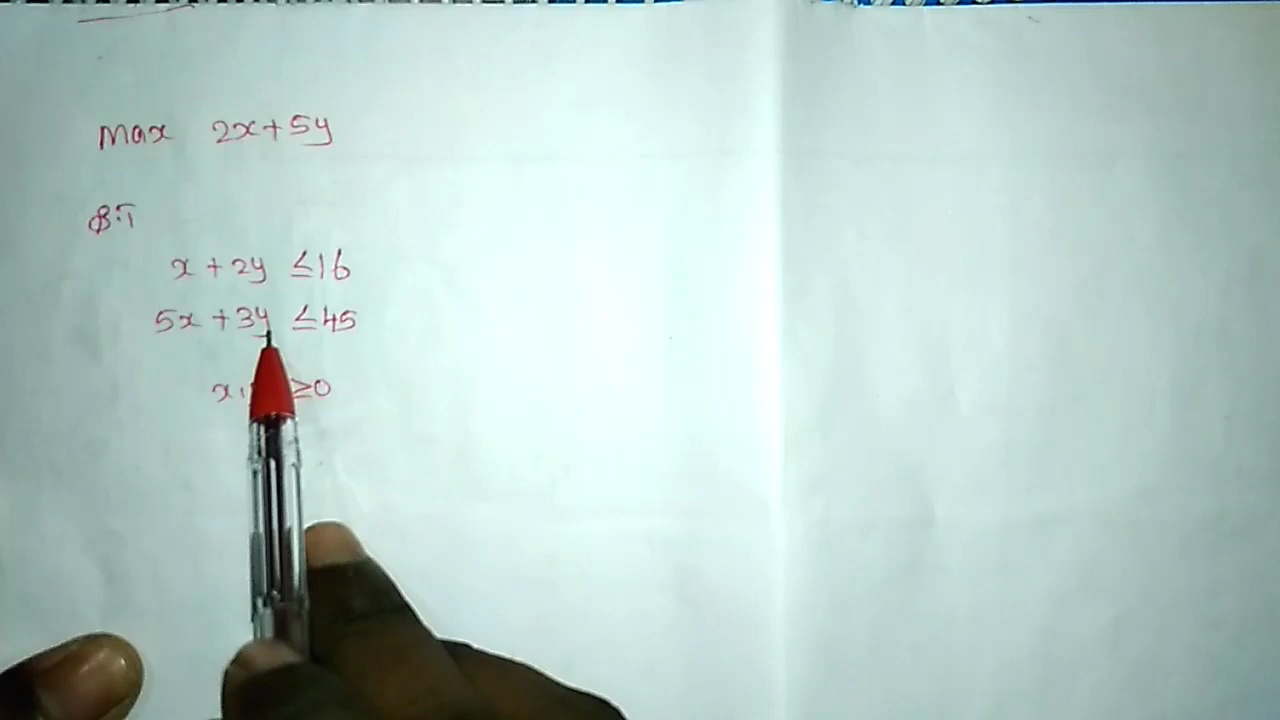 Max 2x+5y
S.T
x + 2y ≤16
5x +3y ≤45
x, ≥0